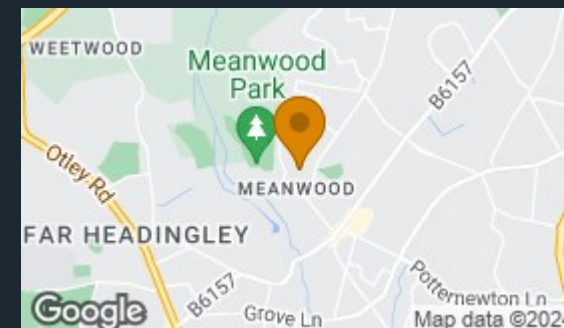 WEETWOOD
Meanwood
Park
B6157
Otley Rd
MEANWOOD
FAR HEADINGLEY
B6157
Potternewton Ln
Grove Ln
Google
Map data ©2024